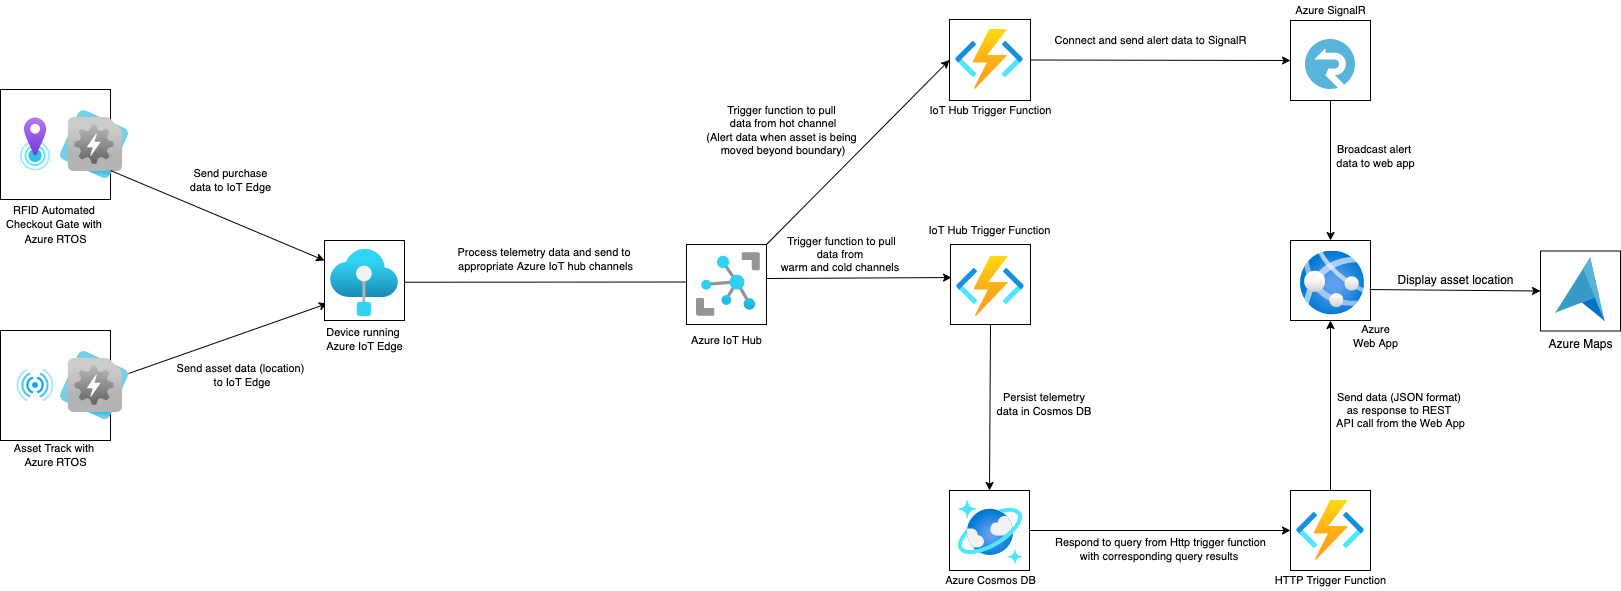 Azure SignalR
Connect and send alert data to SignalR
IoT Hub Trigger Function
Trigger function to pull
data from hot channel
(Alert data when asset is being
moved beyond boundary)
Broadcast alert
data to web app
Send purchase
data to IoT Edge
RFID Automated
Checkout Gate with
Azure RTOS
IoT Hub Trigger Function
Trigger function to pull
data from
warm and cold channels
Process telemetry data and send to
appropriate Azure IoT hub channels
Display asset location
Device running
Azure IoT Edge
Azure IoT Hub
Azure
Web App
Azure Maps
Send asset data (location)
to IoT Edge
Persist telemetry
data in Cosmos DB
Send data (JSON format)
as response to REST
API call from the Web App
Asset Track with
Azure RTOS
Respond to query from Http trigger function
with corresponding query results
Azure Cosmos DB
HTTP Trigger Function